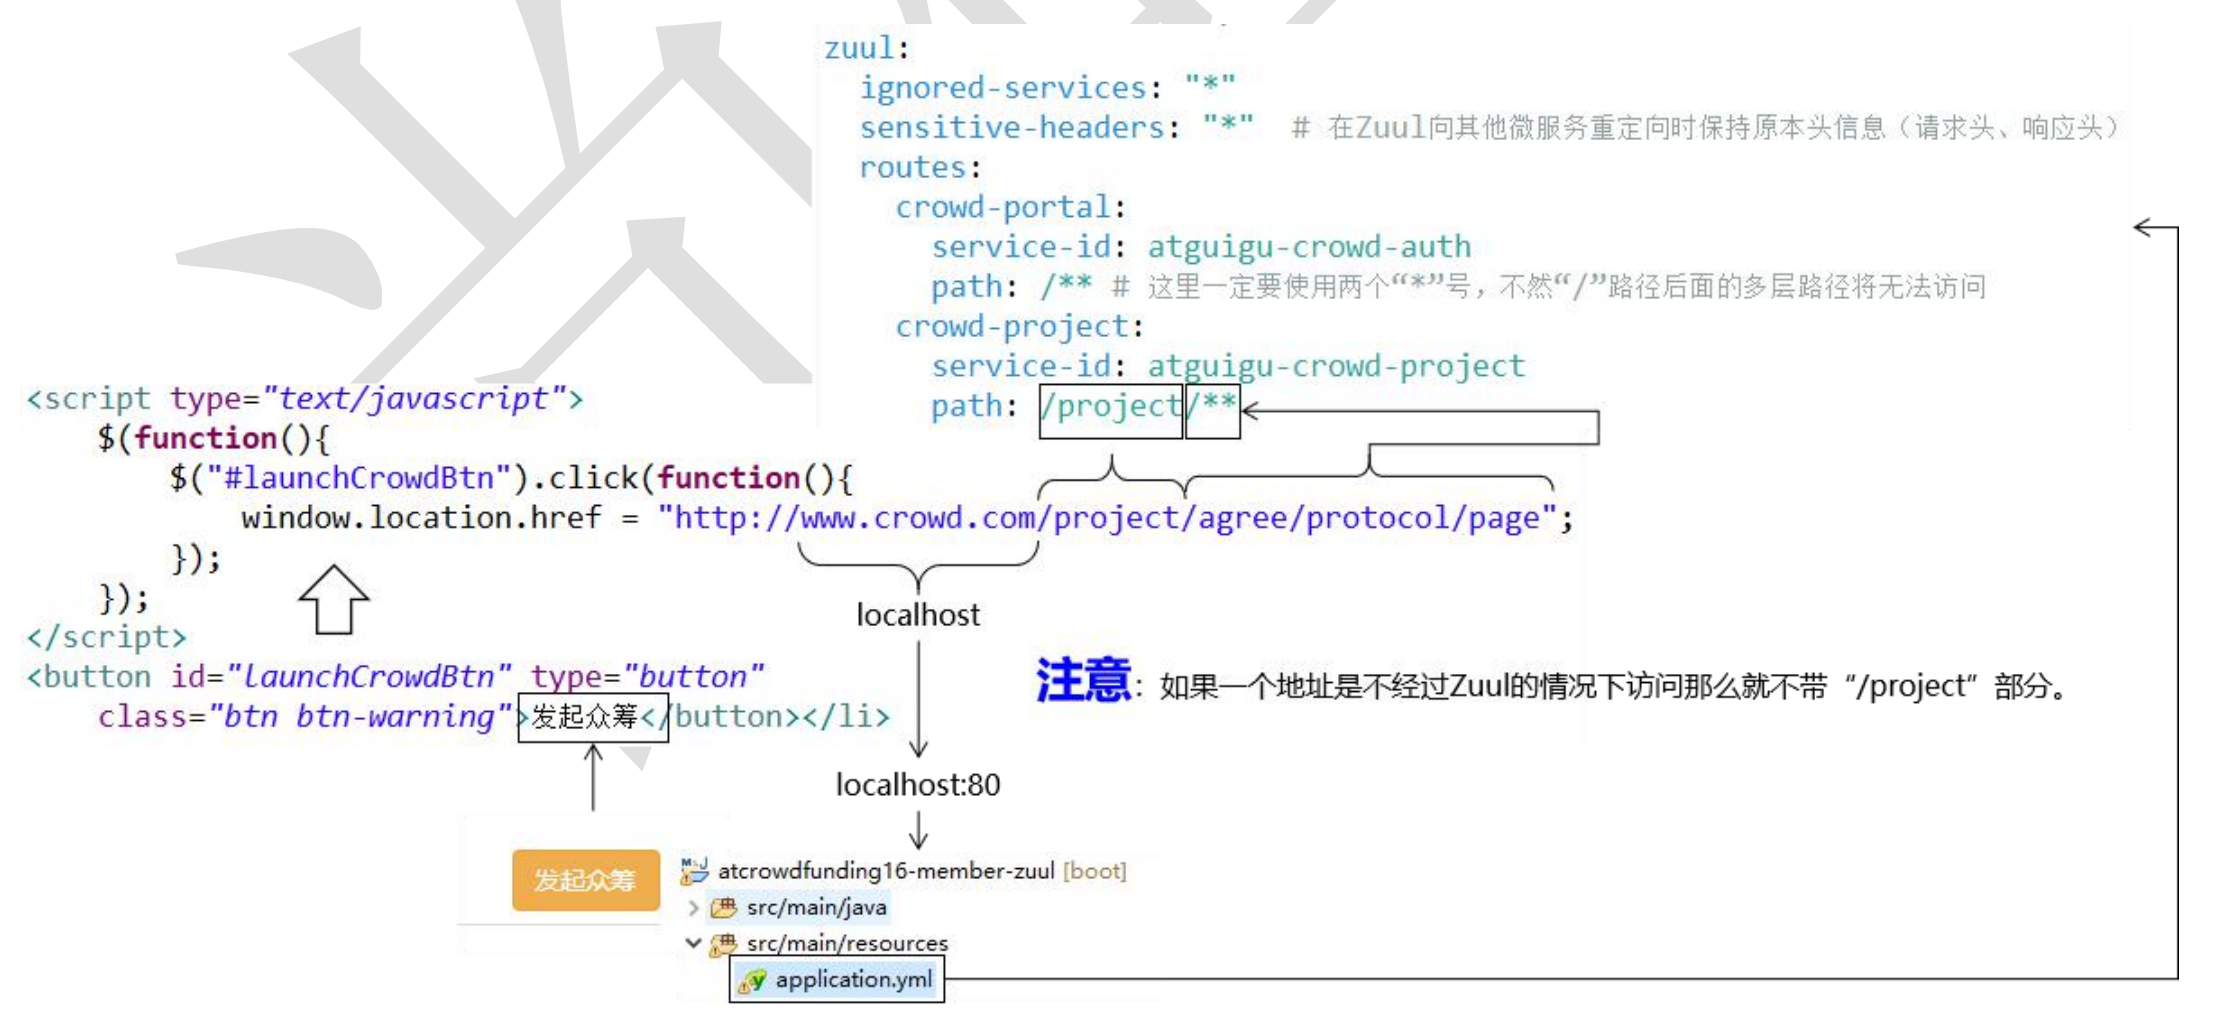 zuul:
ignored-services: "*"
sensitive-headers: "*" # 在Zuul向其他微服务重定向时保持原本头信息（请求头、响应头）
routes:
crowd-portal:
service-id: atguigu-crowd-auth
path: /** # 这里一定要使用两个“*”号，不然“/”路径后面的多层路径将无法访问
crowd-project:
service-id: atguigu-crowd-project
path: /project/**
<script type="text/javascript">
$(function(){
$("#launchCrowdBtn").click(function(){
window.location.href = "http://www.crowd.com/project/agree/protocol/page";
});
});
</script>
<button id="launchCrowdBtn" type="button"
class="btn btn-warning">发起众筹</button></li>
localhost
注意：如果一个地址是不经过Zuul的情况下访问那么就不带“/project”部分。
localhost:80
发起众筹
atcrowdfunding16-member-zuul [boot]
src/main/java
src/main/resources
application.yml